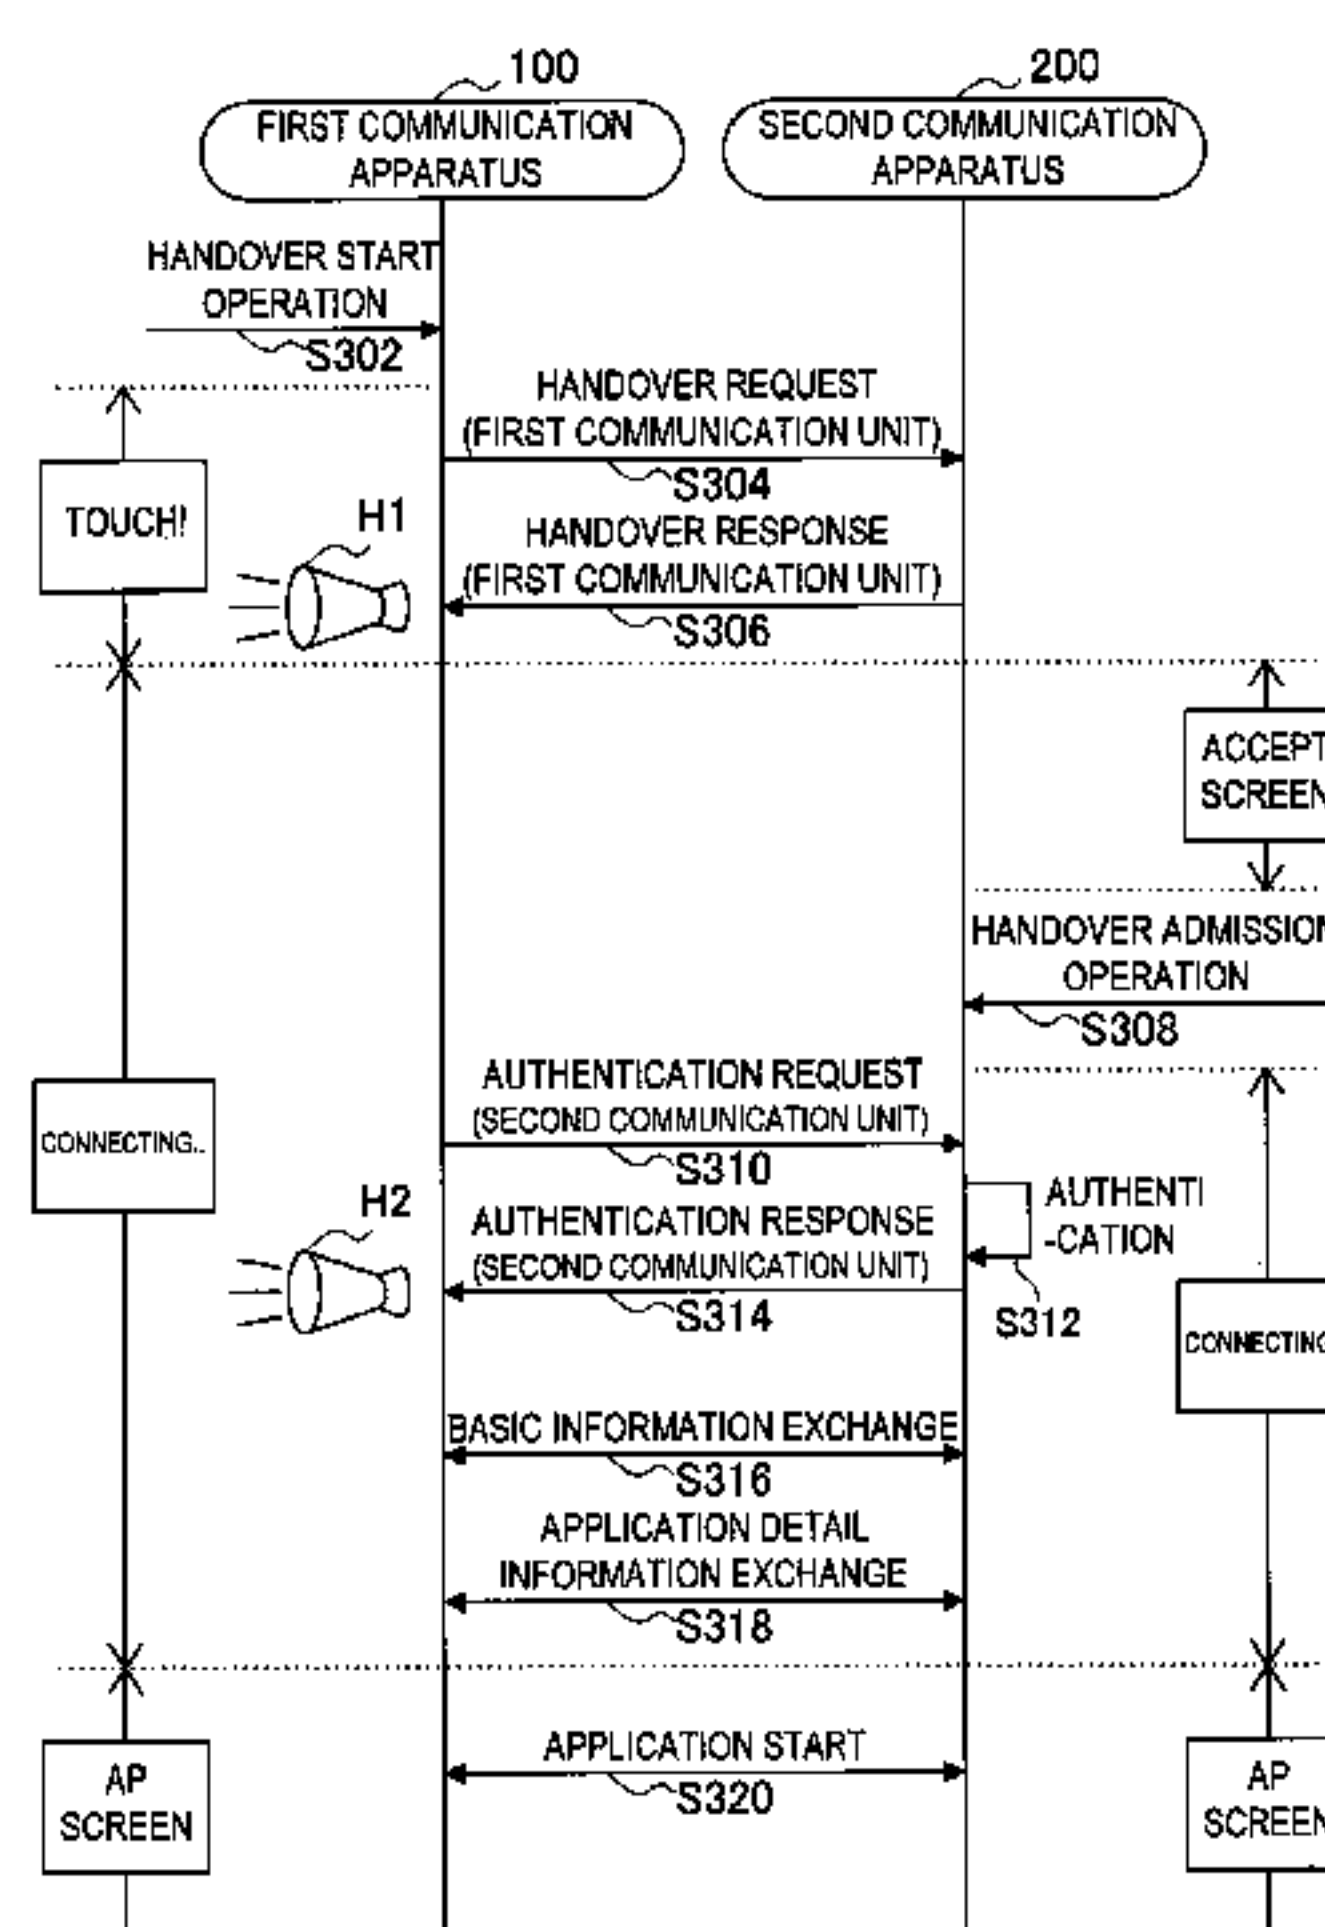 100
200
FIRST COMMUNICATION
APPARATUS
SECOND COMMUNICATION
APPARATUS
HANDOVER START
OPERATION
S302
HANDOVER REQUEST
(FIRST COMMUNICATION UNIT)
S304
TOUCH!
H1
HANDOVER RESPONSE
(FIRST COMMUNICATION UNIT)
S306
ACCEPT
SCREEN
HANDOVER ADMISSION
OPERATION
S308
AUTHENTICATION REQUEST
(SECOND COMMUNICATION UNIT)
S310
CONNECTING..
H2
AUTHENTICATION RESPONSE
(SECOND COMMUNICATION UNIT)
S314
AUTHENTI
-CATION
S312
CONNECTING
BASIC INFORMATION EXCHANGE
S316
APPLICATION DETAIL
INFORMATION EXCHANGE
S318
APPLICATION START
S320
AP
SCREEN
AP
SCREEN